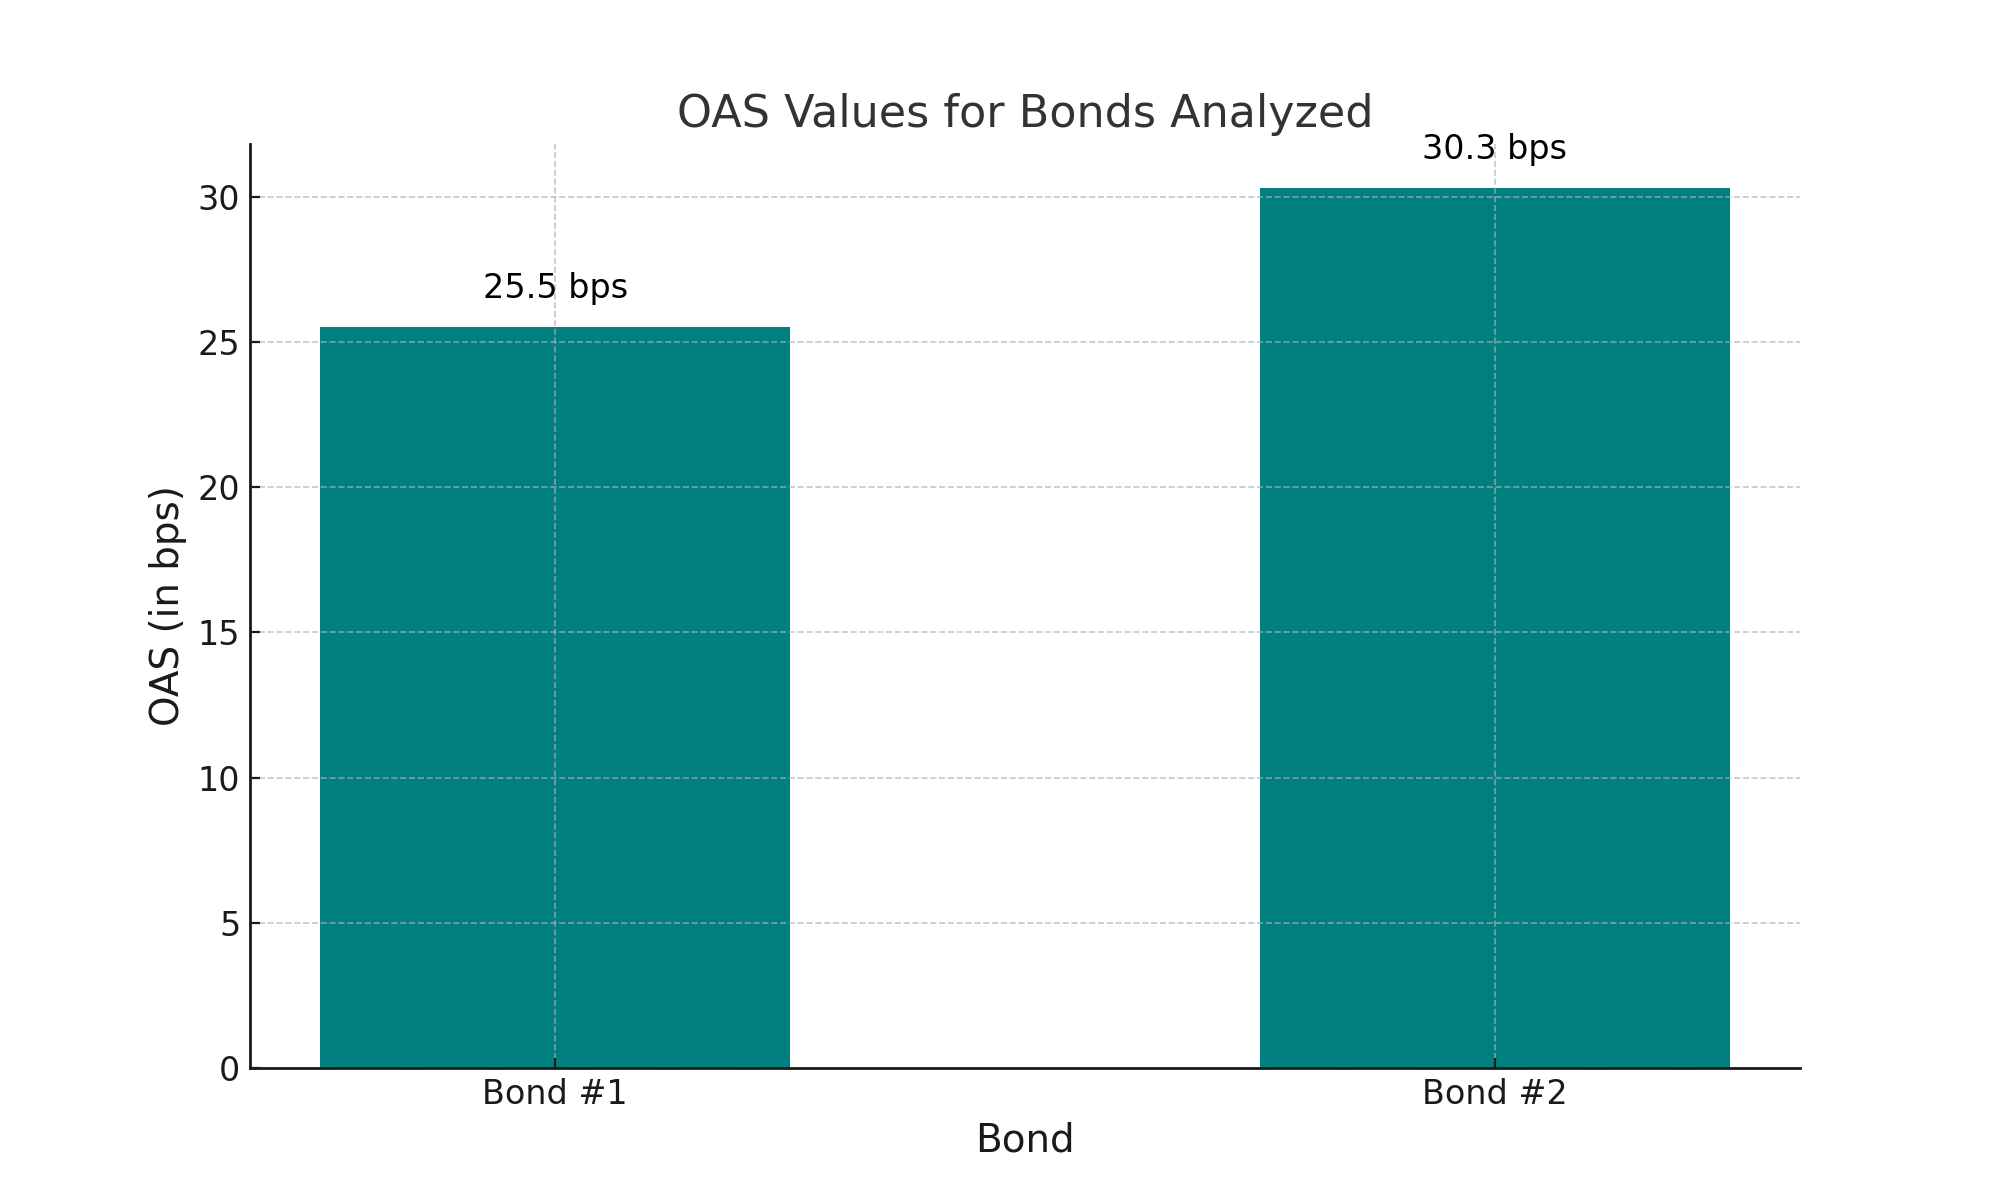 OAS Values for Bonds Analyzed
30.3 bps
25.5 bps
30
25
20
15
10
5
0
OAS (in bps)
Bond #1
Bond #2
Bond